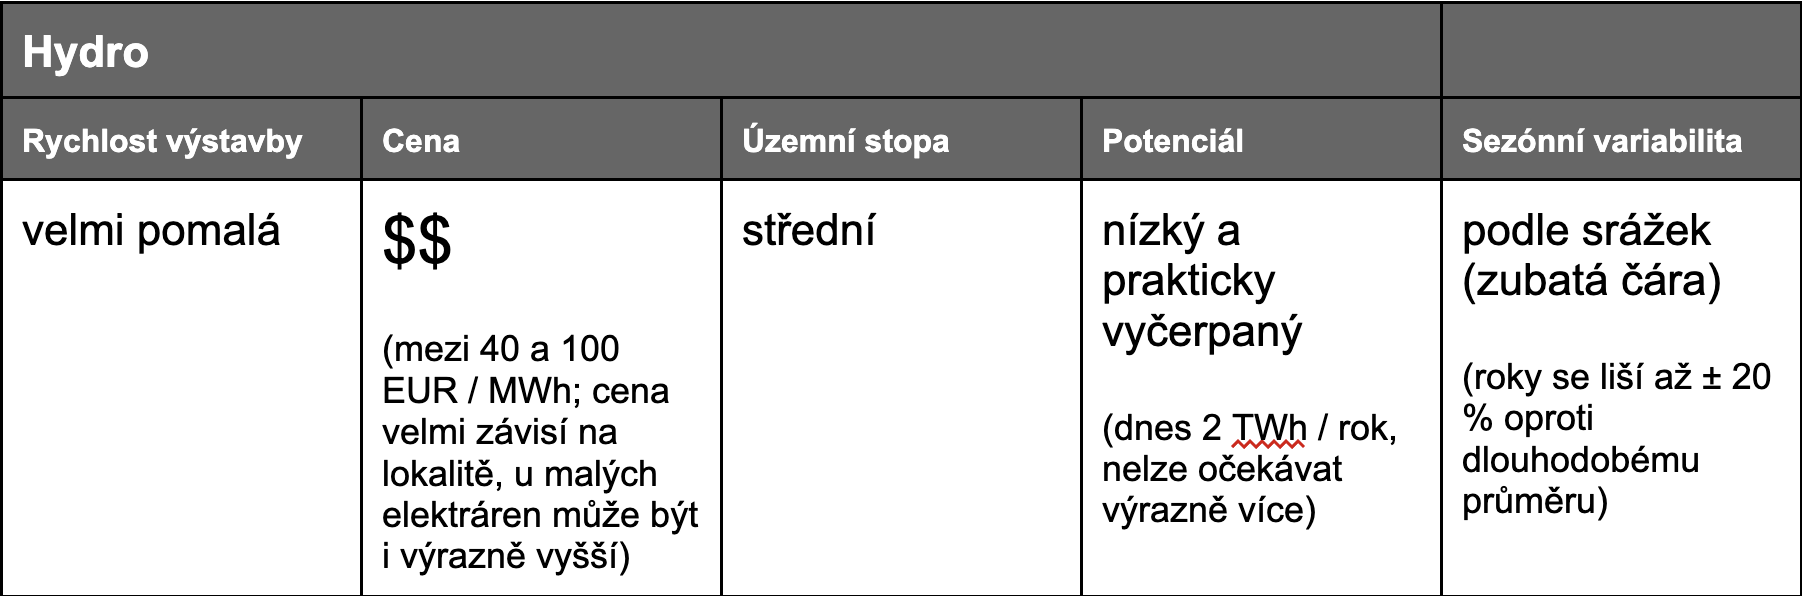 Hydro
Rychlost výstavby
Cena
Územní stopa
Potenciál
Sezónní variabilita
velmi pomalá
$$
(mezi 40 a 100
EUR / MWh; cena
velmi závisí na
lokalitě, u malých
elektráren může být
i výrazně vyšší)
střední
nízký a
prakticky
vyčerpaný
(dnes 2 TWh / rok,
nelze očekávat
výrazně více)
podle srážek
(zubatá čára)
(roky se liší až ± 20
% oproti
dlouhodobému
průměru)